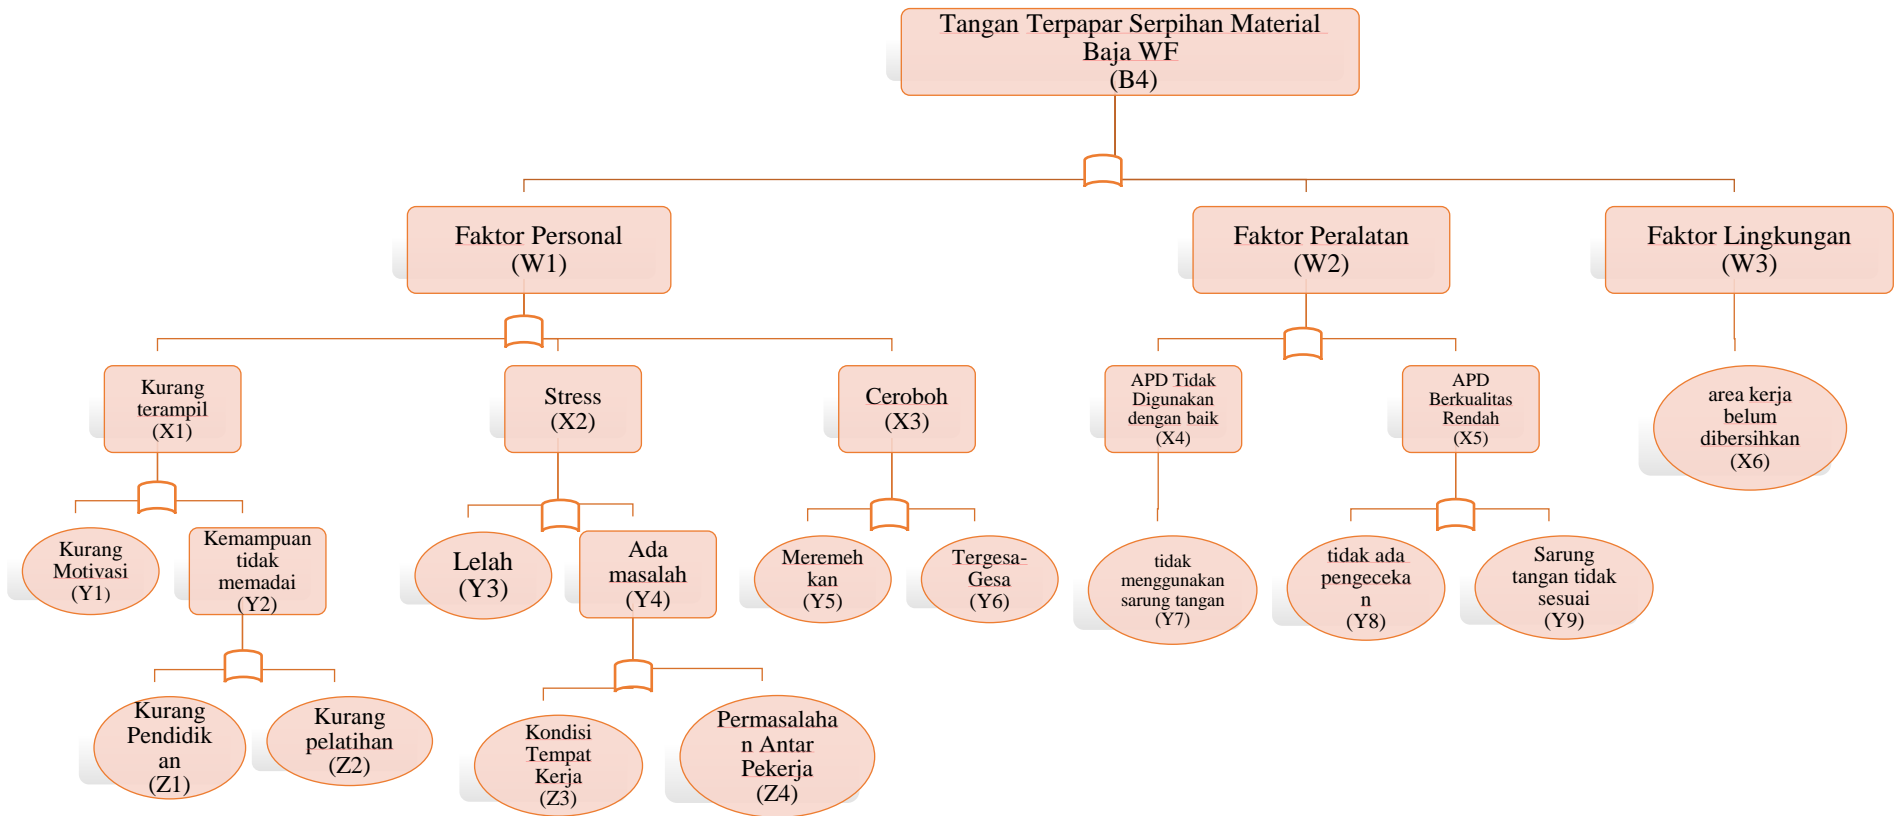 Tangan Terpapar Serpihan Material
Baja WF
(B4)
Faktor Personal
(W1)
Faktor Peralatan
(W2)
Faktor Lingkungan
(W3)
Kurang
terampil
(X1)
Stress
(X2)
Ceroboh
(X3)
APD Tidak
Digunakan
dengan baik
(X4)
APD
Berkualitas
Rendah
(X5)
area kerja
belum
dibersihkan
(X6)
Kurang
Motivasi
(Y1)
Kemampuan
tidak
memadai
(Y2)
Lelah
(Y3)
Ada
masalah
(Y4)
Meremeh
kan
(Y5)
Tergesa-
Gesa
(Y6)
tidak
menggunakan
sarung tangan
(Y7)
tidak ada
pengeceka
n
(Y8)
Sarung
tangan tidak
sesuai
(Y9)
Kurang
Pendidik
an
(Z1)
Kurang
pelatihan
(Z2)
Kondisi
Tempat
Kerja
(Z3)
Permasalaha
n Antar
Pekerja
(Z4)